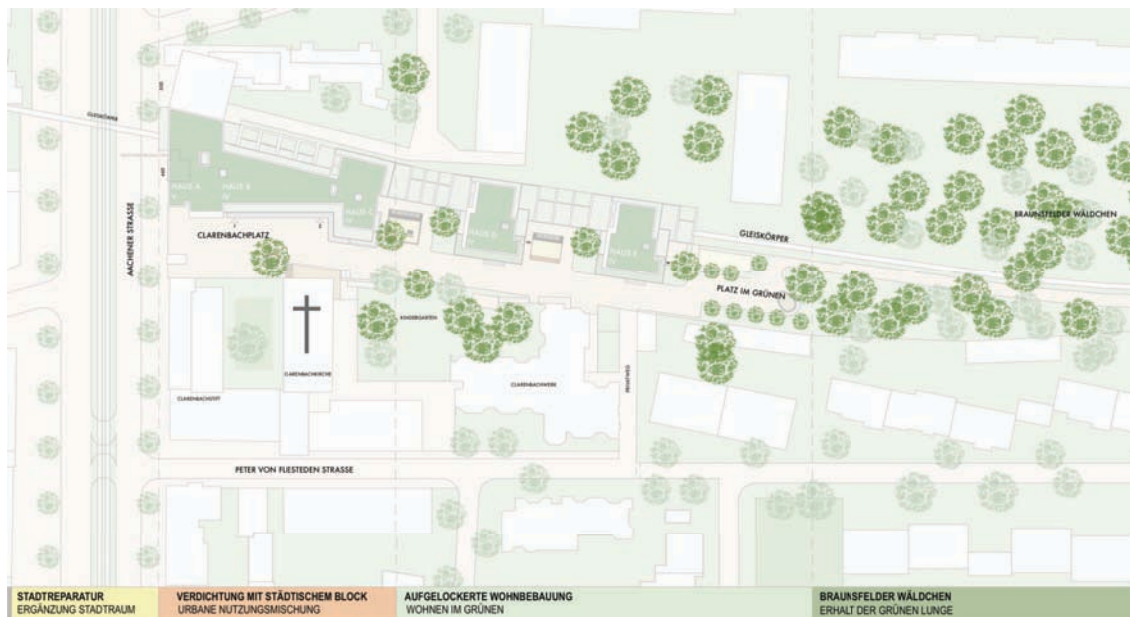 GLEISKÖRPER
AACHENER STRASSE
HAUS A
V
HAUS B
IV
HAUS C
HAUS D
HAUS E
CLARENBACHPLATZ
GLEISKÖRPER
BRAUNSFELDER WÄLDCHEN
PLATZ IM GRÜNEN
KINDERGARTEN
CLARENBACHKIRCHE
CLARENBACHSTIFT
CLARENBACHWERK
PRIVATWEG
PETER VON FLIESTEDEN STRASSE
STADTREPARATUR
ERGÄNZUNG STADTRAUM
VERDICHTUNG MIT STÄDTISCHEM BLOCK
URBANE NUTZUNGSMISCHUNG
AUFGELOCKERTE WOHNBEBAUUNG
WOHNEN IM GRÜNEN
BRAUNSFELDER WÄLDCHEN
ERHALT DER GRÜNEN LUNGE